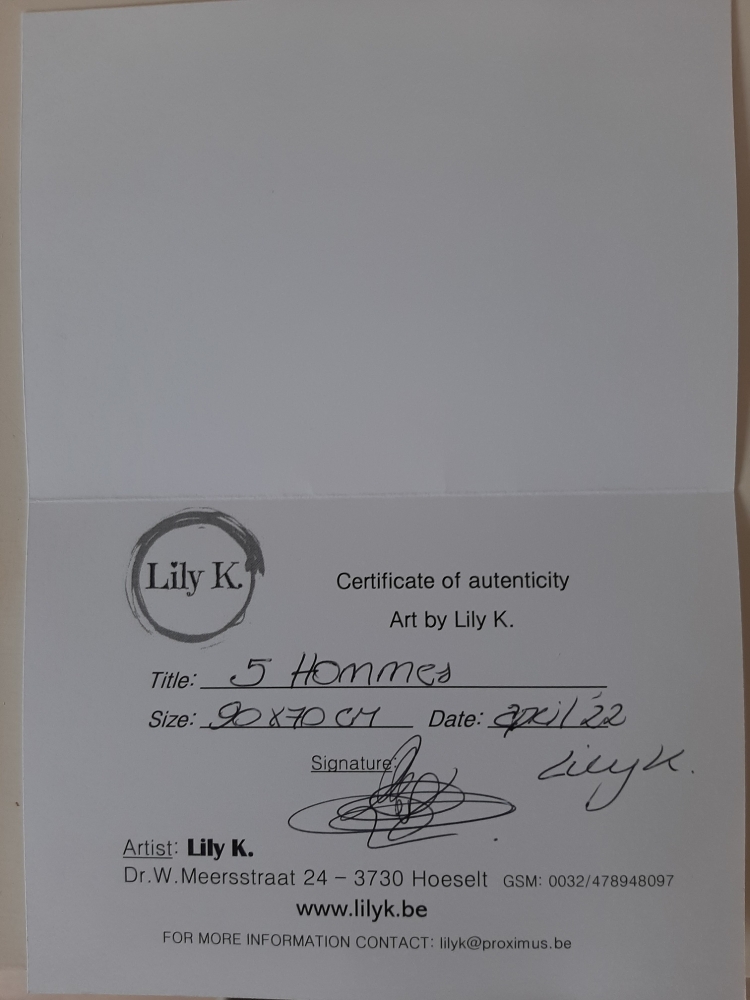 Lily K.
Certificate of autenticity
Art by Lily K.
Title: 5 Hommes
Size: 90x70 cm Date: april '22
Signature:
Lily K.
Artist: Lily K.
Dr.W.Meersstraat 24 – 3730 Hoeselt GSM: 0032/478948097
www.lilyk.be
FOR MORE INFORMATION CONTACT: lilyk@proximus.be